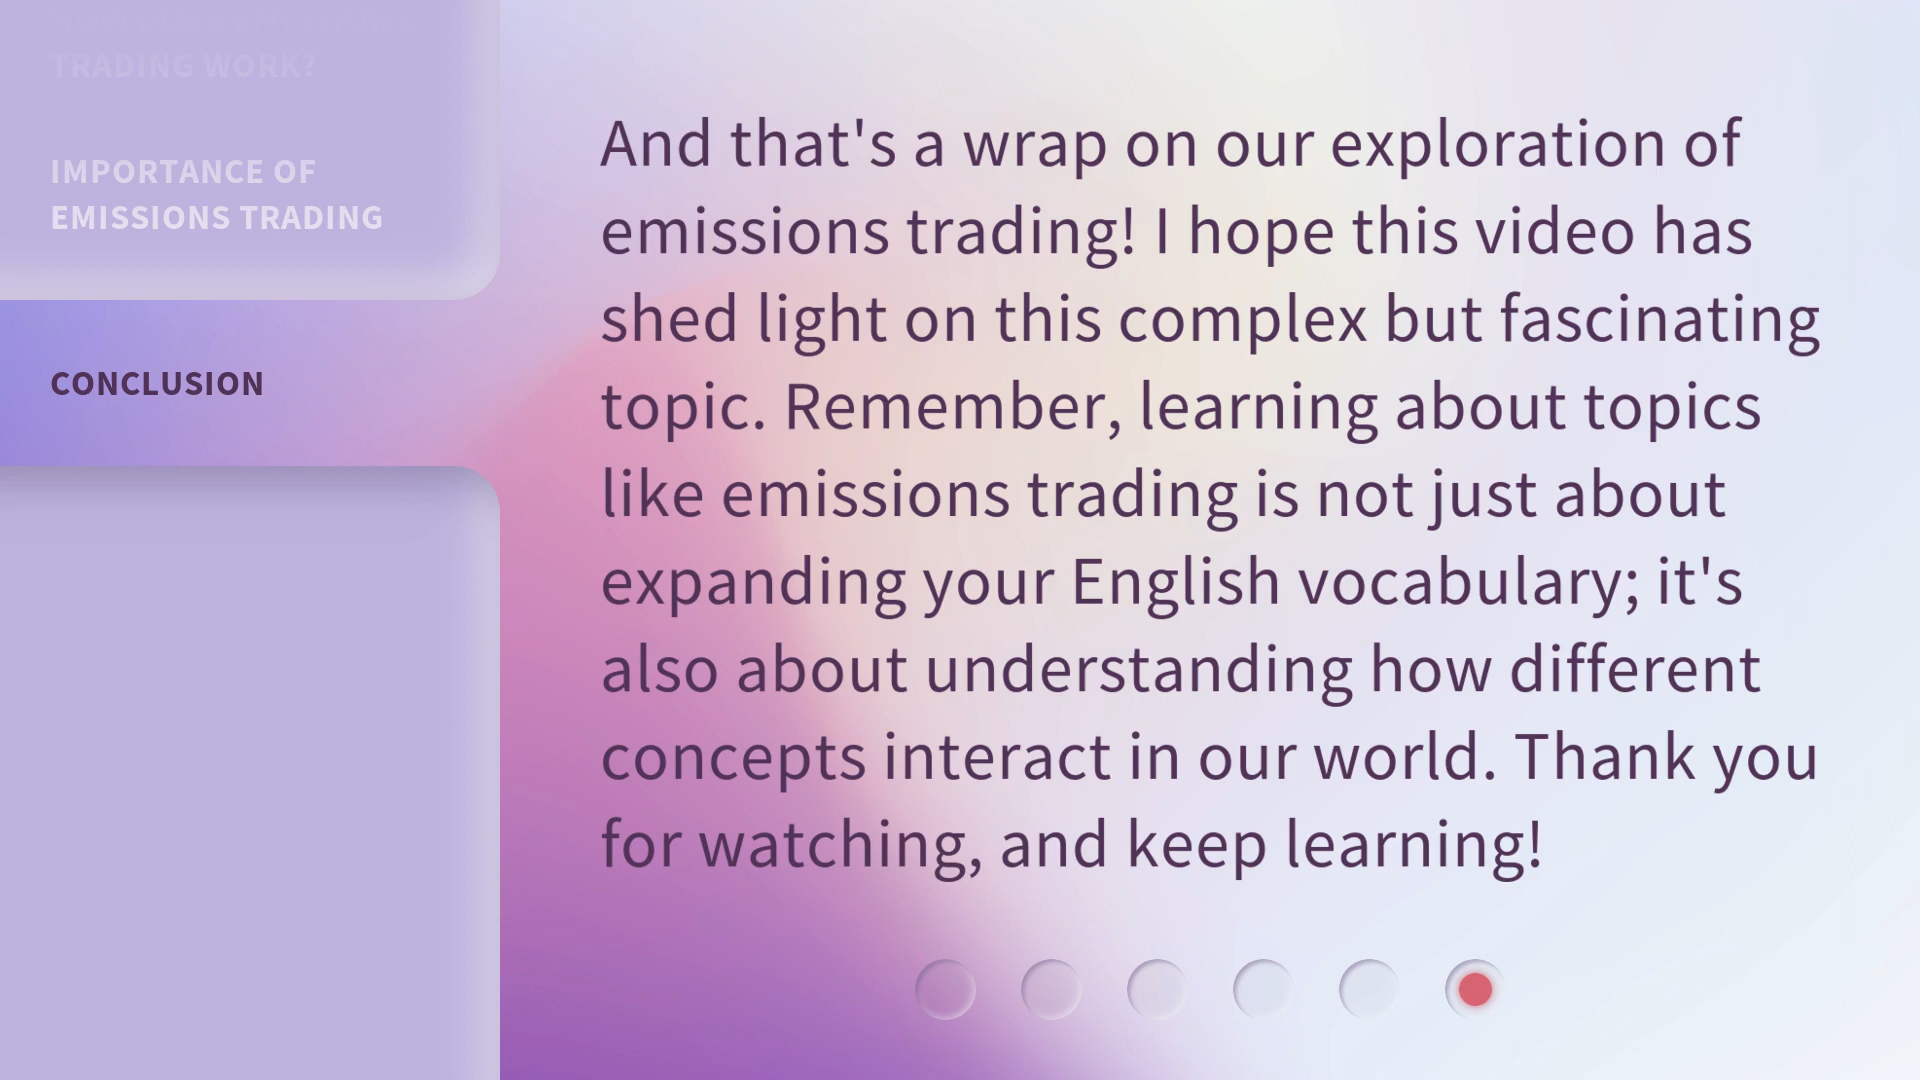 TRADING WORK?
IMPORTANCE OF
EMISSIONS TRADING
CONCLUSION
And that's a wrap on our exploration of
emissions trading! I hope this video has
shed light on this complex but fascinating
topic. Remember, learning about topics
like emissions trading is not just about
expanding your English vocabulary; it's
also about understanding how different
concepts interact in our world. Thank you
for watching, and keep learning!